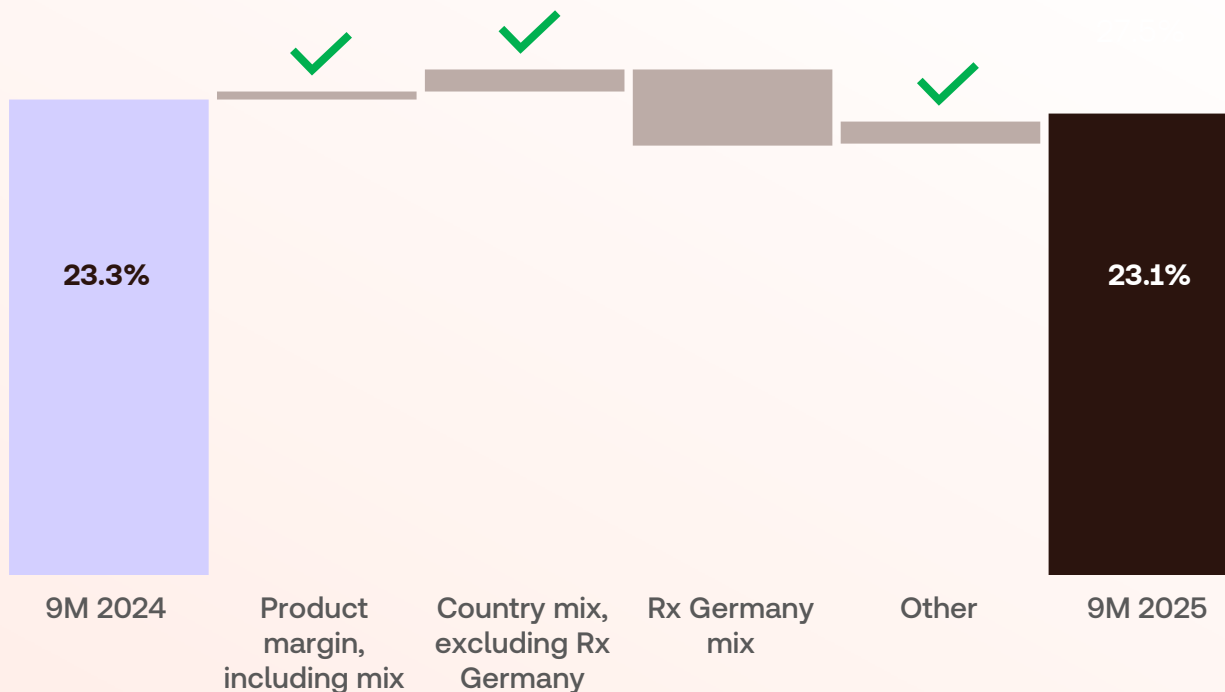 23.3%
23.1%
9M 2024
Product
margin,
including mix
Country mix,
excluding Rx
Germany
Rx Germany
mix
Other
9M 2025